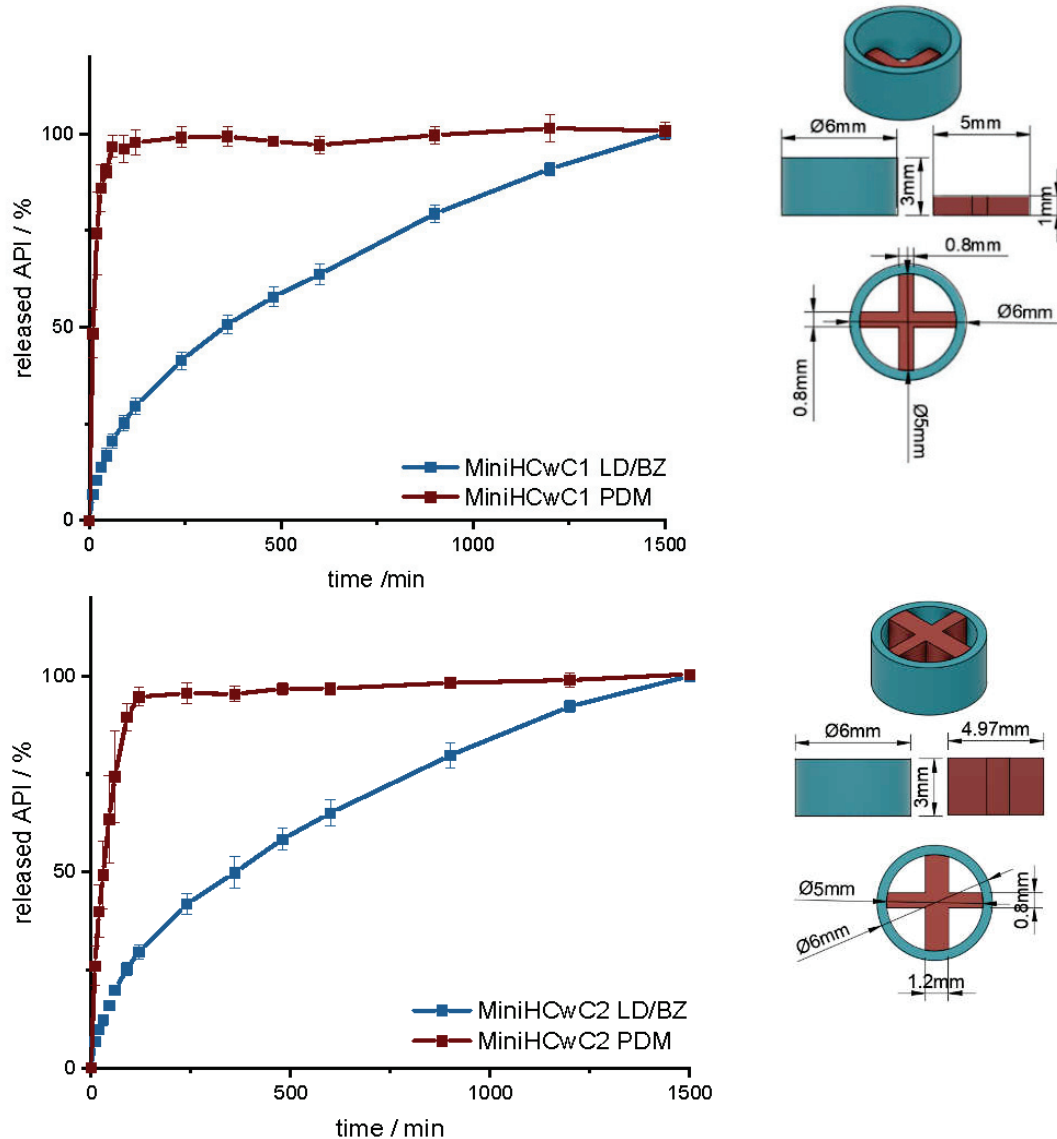 100
50
0
released API / %
0
500
1000
1500
time /min
MiniHCwC1 LD/BZ
MiniHCwC1 PDM
Ø6mm
5mm
3mm
1mm
0.8mm
Ø6mm
0.8mm
Ø5mm
100
50
0
released API / %
0
500
1000
1500
time / min
MiniHCwC2 LD/BZ
MiniHCwC2 PDM
Ø6mm
4.97mm
3mm
Ø5mm
0.8mm
Ø6mm
1.2mm